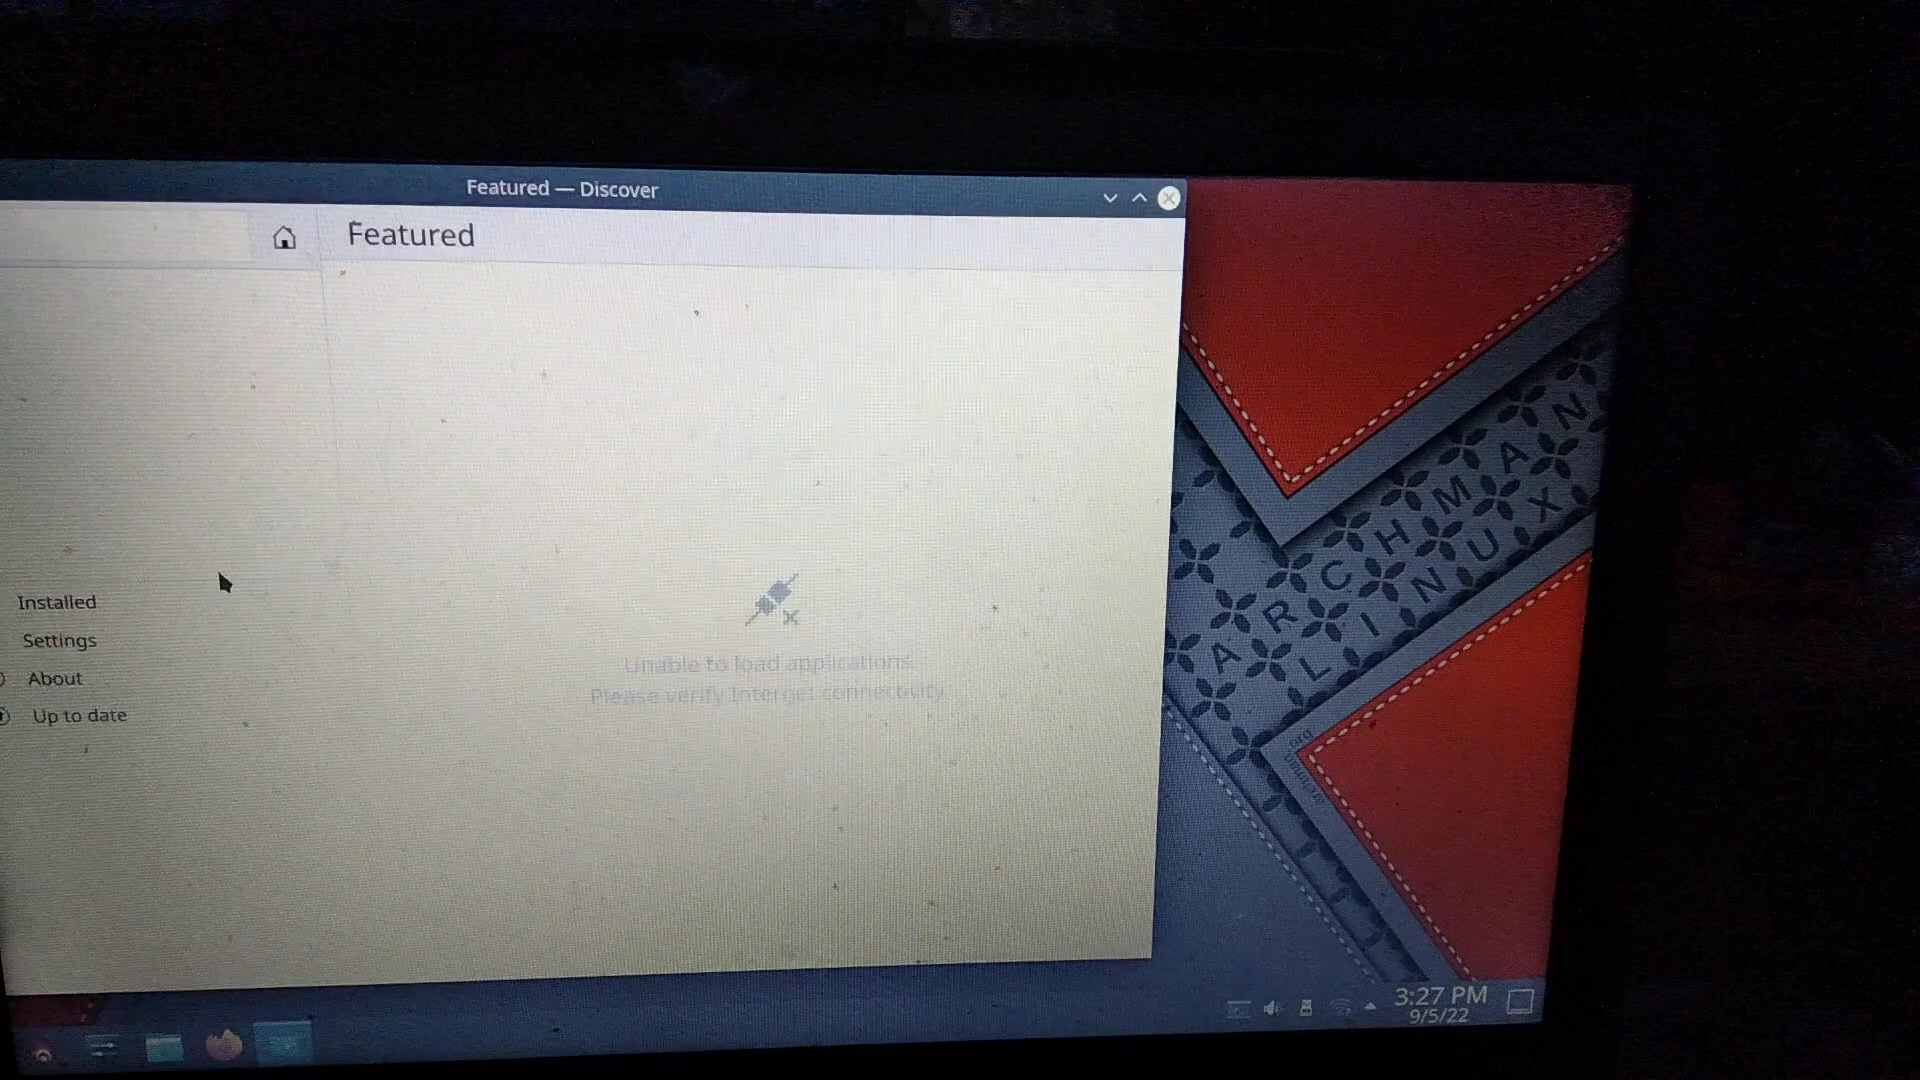 Featured — Discover
Featured
Installed
Settings
About
Up to date
Unable to load applications.
Please verify Internet connectivity
ARCHMAN
LINUX
3:27 PM
9/5/22